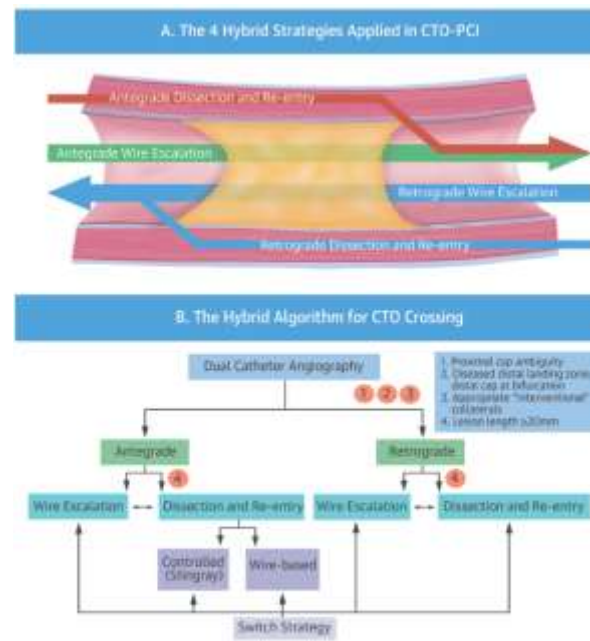 A. The 4 Hybrid Strategies Applied in CTO-PCI
Antegrade Dissection and Re-entry
Antegrade Wire Escalation
Retrograde Wire Escalation
Retrograde Dissection and Re-entry
B. The Hybrid Algorithm for CTO Crossing
Dual Catheter Angiography
1. Proximal cap ambiguity
2. Diseased distal landing zone/
distal cap at bifurcation
3. Appropriate "interventional"
collaterals
4. Lesion length ≥20mm
1 2 3
Antegrade
Retrograde
4
4
Wire Escalation
Dissection and Re-entry
Wire Escalation
Dissection and Re-entry
Controlled
(Stingray)
Wire-based
Switch Strategy